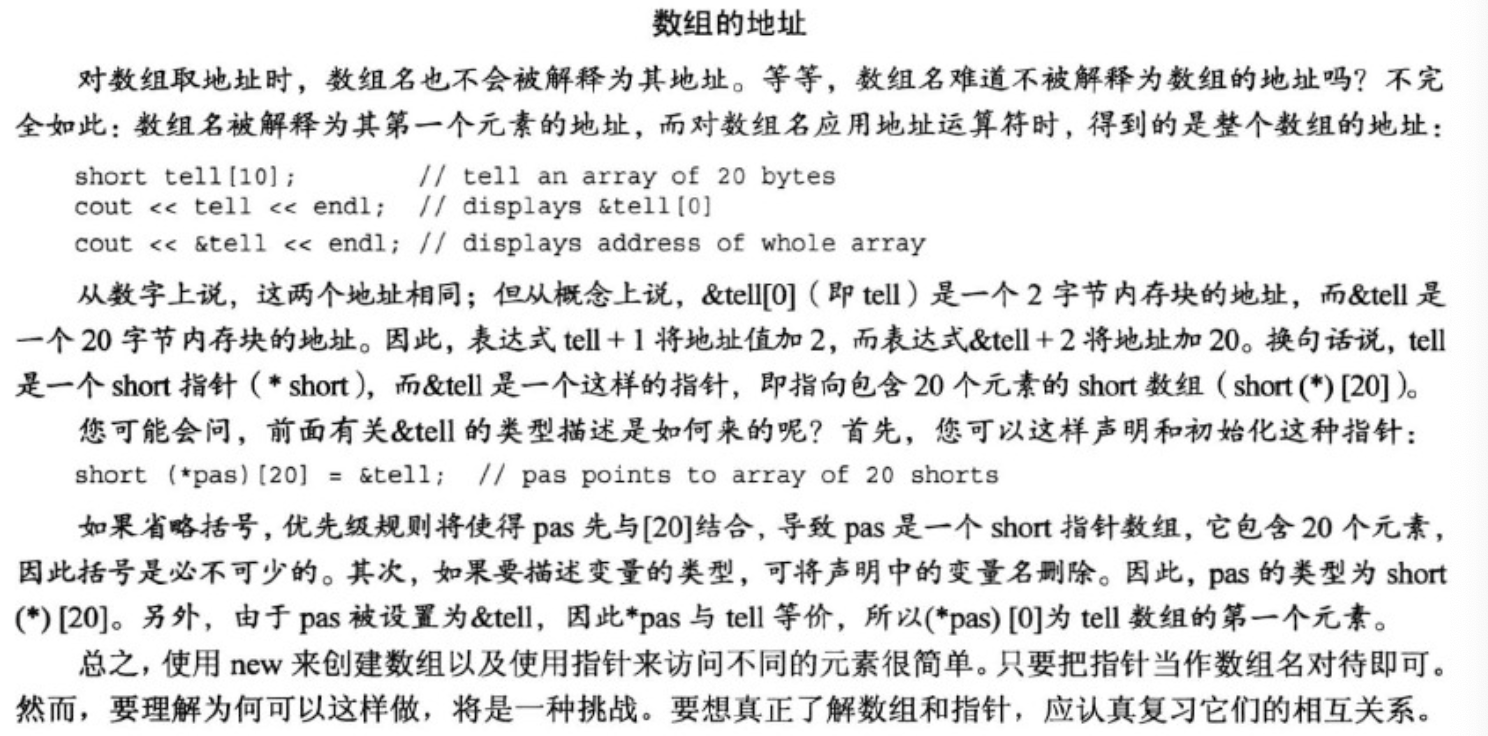 数组的地址
对数组取地址时，数组名也不会被解释为其地址。等等，数组名难道不被解释为数组的地址吗？不完
全如此：数组名被解释为其第一个元素的地址，而对数组名应用地址运算符时，得到的是整个数组的地址：
short tell[10];        // tell an array of 20 bytes
cout << tell << endl;  // displays &tell[0]
cout << &tell << endl; // displays address of whole array
从数字上说，这两个地址相同；但从概念上说，&tell[0]（即 tell）是一个 2 字节内存块的地址，而&tell 是
一个 20 字节内存块的地址。因此，表达式 tell + 1 将地址值加 2，而表达式&tell + 2 将地址加 20。换句话说，tell
是一个 short 指针（* short），而&tell 是一个这样的指针，即指向包含 20 个元素的 short 数组（short (*) [20]）。
您可能会问，前面有关&tell 的类型描述是如何来的呢？首先，您可以这样声明和初始化这种指针：
short (*pas)[20] = &tell;  // pas points to array of 20 shorts
如果省略括号，优先级规则将使得 pas 先与[20]结合，导致 pas 是一个 short 指针数组，它包含 20 个元素，
因此括号是必不可少的。其次，如果要描述变量的类型，可将声明中的变量名删除。因此，pas 的类型为 short
(*) [20]。另外，由于 pas 被设置为&tell，因此*pas 与 tell 等价，所以(*pas) [0]为 tell 数组的第一个元素。
总之，使用 new 来创建数组以及使用指针来访问不同的元素很简单。只要把指针当作数组名对待即可。
然而，要理解为何可以这样做，将是一种挑战。要想真正了解数组和指针，应认真复习它们的相互关系。